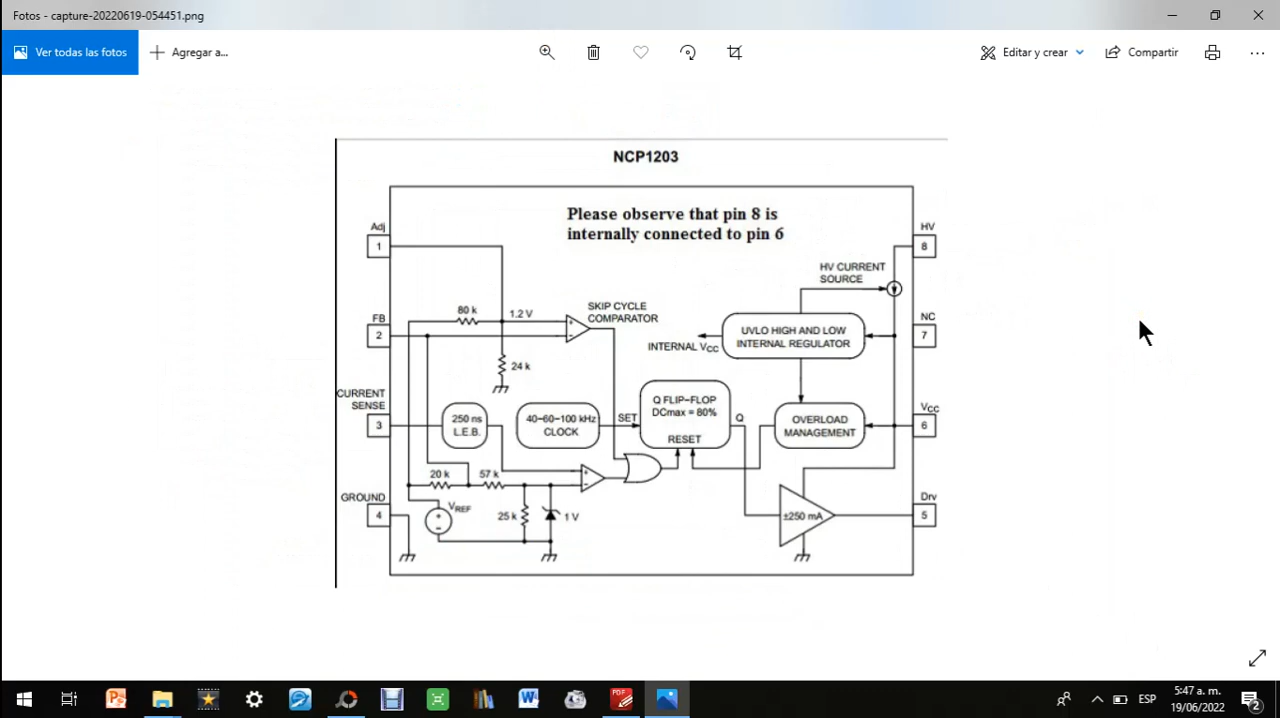 Fotos - capture-20220619-054451.png
Ver todas las fotos
Agregar a...
Editar y crear
Compartir
NCP1203
Please observe that pin 8 is
internally connected to pin 6
Adj
1
HV
8
HV CURRENT
SOURCE
80 k
1.2 V
SKIP CYCLE
COMPARATOR
FB
2
NC
7
UVLO HIGH AND LOW
INTERNAL REGULATOR
INTERNAL VCC
24 k
CURRENT
SENSE
3
250 ns
L.E.B.
40-60-100 kHz
CLOCK
SET
Q FLIP-FLOP
DCmax = 80%
RESET
Q
OVERLOAD
MANAGEMENT
VCC
6
20 k
57 k
GROUND
4
VREF
+
-
25 k
1 V
±250 mA
Drv
5
+
-
+
-
ESP
5:47 a. m.
19/06/2022
2